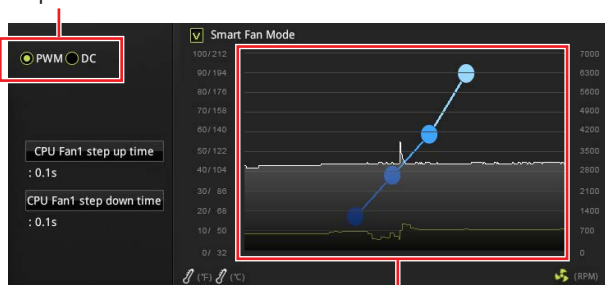 Smart Fan Mode
PWM DC
100/212 7000
90/194 6300
80/176 5600
70/158 4900
60/140 4200
CPU Fan1 step up time 50/122 3500
: 0.1s 40/104 2800
CPU Fan1 step down time 30/ 86 2100
20/ 68 1400
: 0.1s 10/ 50 700
0/ 32 0
(°F) (°C) (RPM)